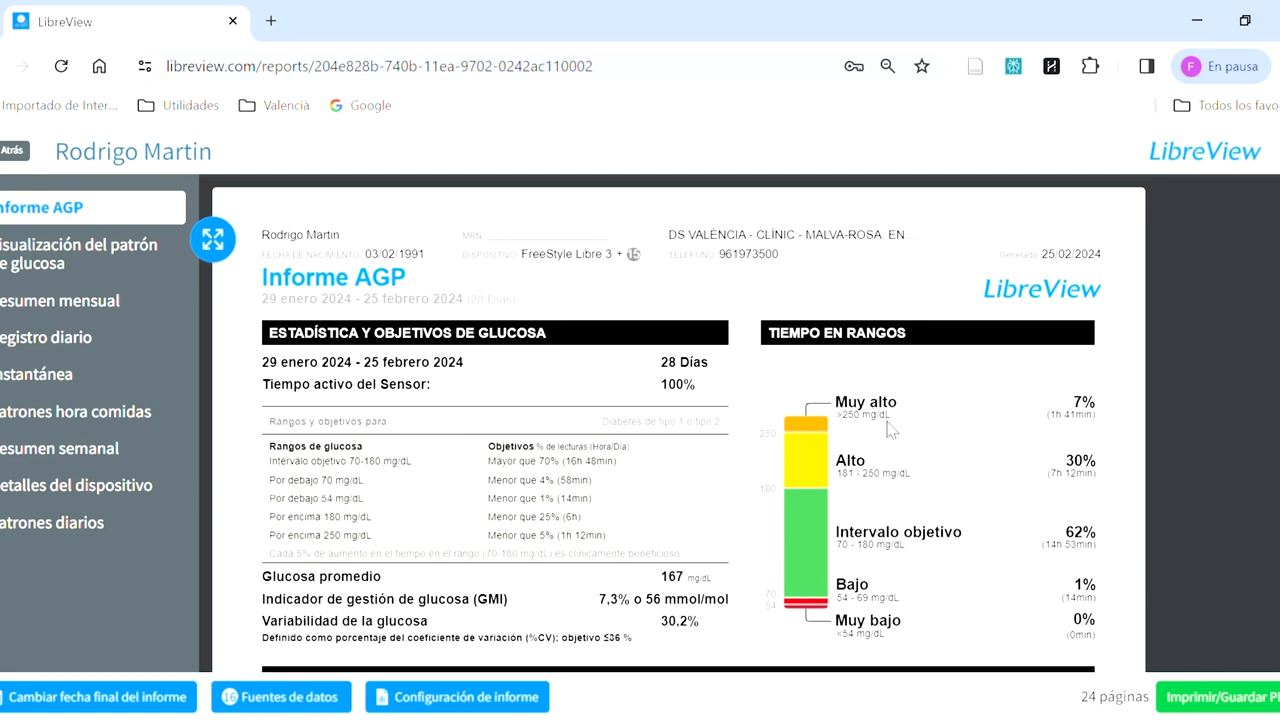 LibreView
libreview.com/reports/204e828b-740b-11ea-9702-0242ac110002
F En pausa
Importado de Inter...
Utilidades
Valencia
Google
Todos los favo
Atrás
Rodrigo Martin
LibreView
nforme AGP
isualización del patrón
e glucosa
esumen mensual
egistro diario
nstantánea
atrones hora comidas
esumen semanal
etalles del dispositivo
atrones diarios
Rodrigo Martin
MRN
DS VALÈNCIA - CLÍNIC - MALVA-ROSA EN...
FECHA DE NACIMIENTO: 03/02/1991
DISPOSITIVO: FreeStyle Libre 3 + 15
TELÉFONO: 961973500
Generado: 25/02/2024
Informe AGP
29 enero 2024 - 25 febrero 2024 (28 Días)
LibreView
ESTADÍSTICA Y OBJETIVOS DE GLUCOSA
29 enero 2024 - 25 febrero 2024 28 Días
Tiempo activo del Sensor: 100%
Rangos y objetivos para Diabetes de tipo 1 o tipo 2
Rangos de glucosa Objetivos % de lecturas (Hora/Día)
Intervalo objetivo 70-180 mg/dL Mayor que 70% (16h 48min)
Por debajo 70 mg/dL Menor que 4% (58min)
Por debajo 54 mg/dL Menor que 1% (14min)
Por encima 180 mg/dL Menor que 25% (6h)
Por encima 250 mg/dL Menor que 5% (1h 12min)
Cada 5% de aumento en el tiempo en el rango (70-180 mg/dL) es clínicamente beneficioso
Glucosa promedio 167 mg/dL
Indicador de gestión de glucosa (GMI) 7,3% o 56 mmol/mol
Variabilidad de la glucosa 30,2%
Definido como porcentaje del coeficiente de variación (%CV); objetivo ≤36 %
TIEMPO EN RANGOS
Muy alto 7%
>250 mg/dL (1h 41min)
250
Alto 30%
181 - 250 mg/dL (7h 12min)
180
Intervalo objetivo 62%
70 - 180 mg/dL (14h 53min)
Bajo 1%
70
54 - 69 mg/dL (14min)
54
Muy bajo 0%
<54 mg/dL (0min)
Cambiar fecha final del informe
16 Fuentes de datos
Configuración de informe
24 páginas
Imprimir/Guardar P